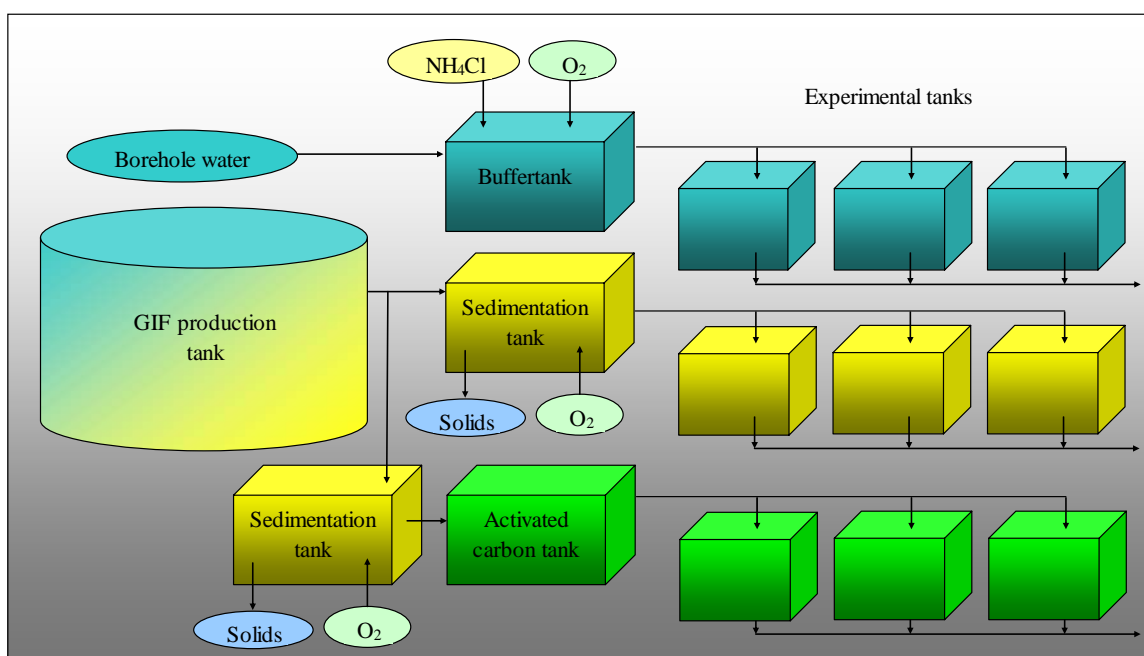 NH₄Cl
O₂
Experimental tanks
Borehole water
Buffertank
GIF production
tank
Sedimentation
tank
Solids
O₂
Sedimentation
tank
Activated
carbon tank
Solids
O₂